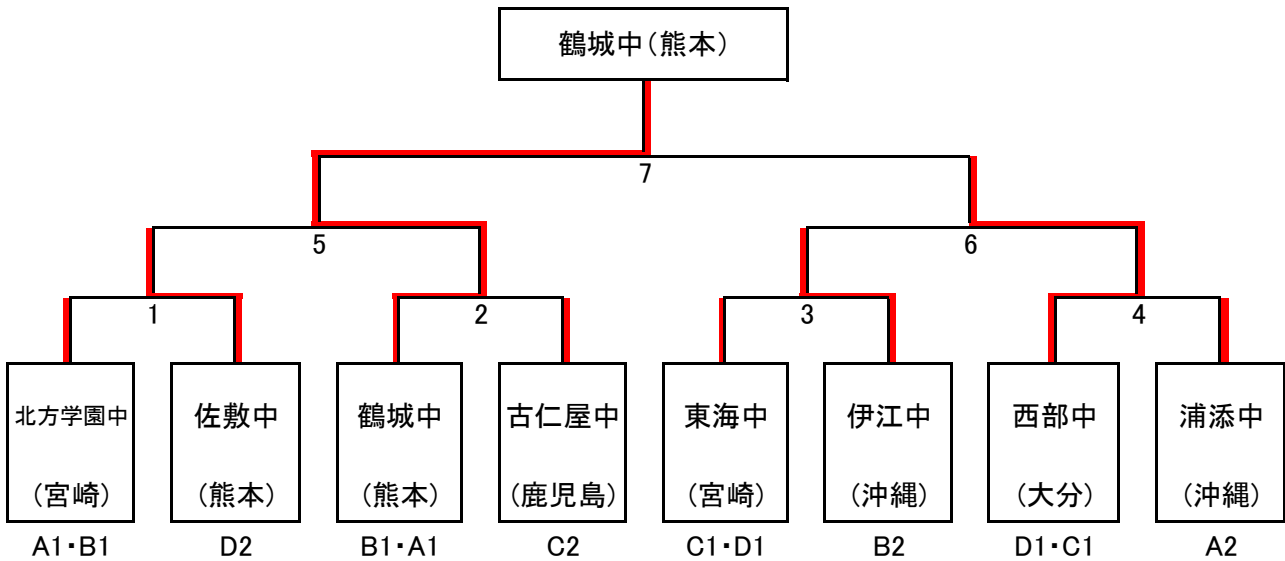 鶴城中(熊本)
7
5
6
1
2
3
4
北方学園中
(宮崎)
佐敷中
(熊本)
鶴城中
(熊本)
古仁屋中
(鹿児島)
東海中
(宮崎)
伊江中
(沖縄)
西部中
(大分)
浦添中
(沖縄)
A1・B1
D2
B1・A1
C2
C1・D1
B2
D1・C1
A2